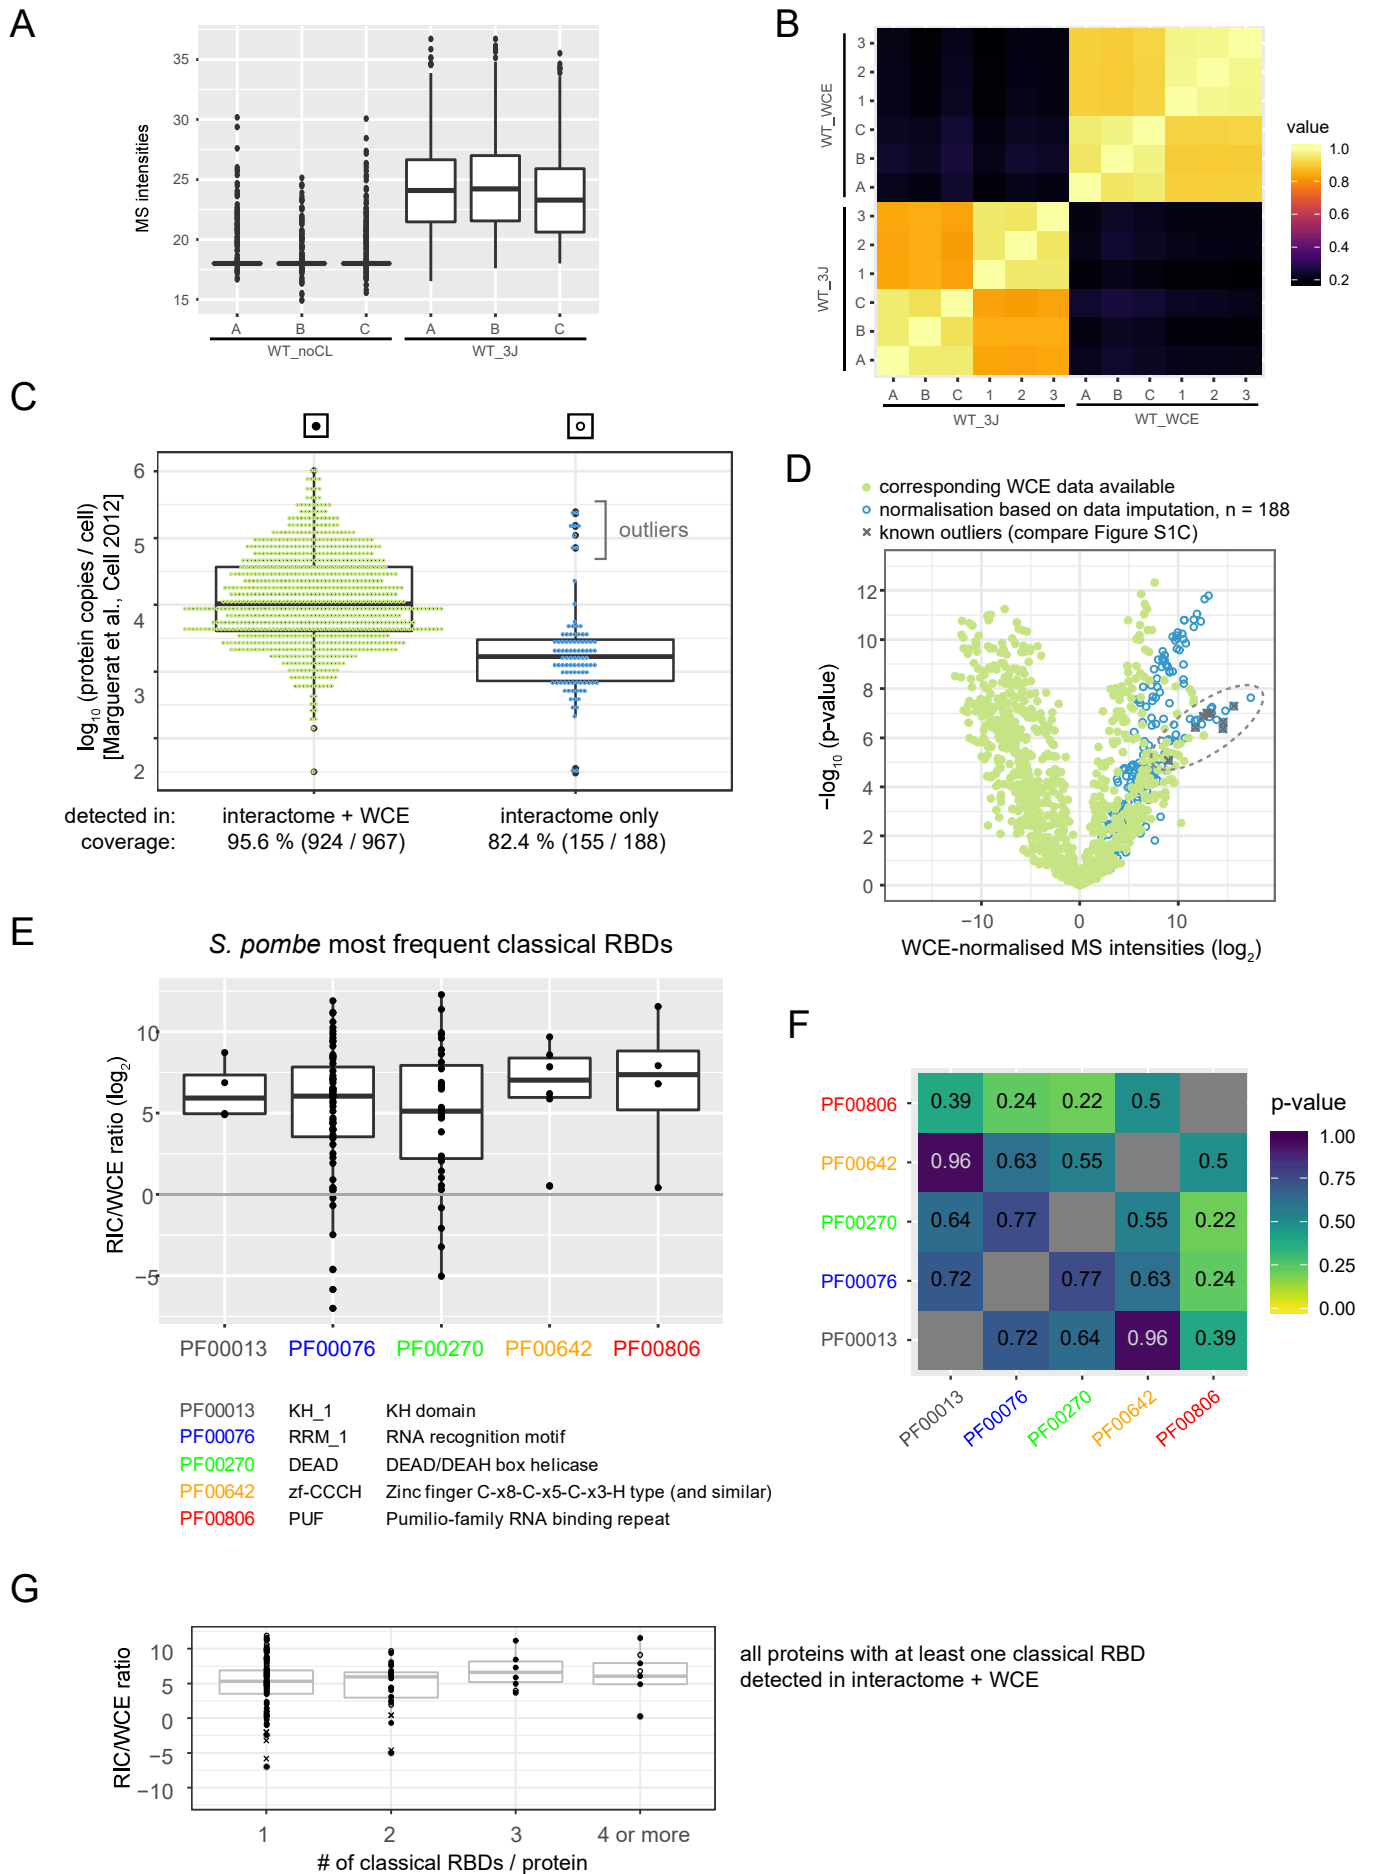 A
MS intensities
35
30
25
20
15
A B C A B C
WT_noCL WT_3J
B
WT_WCE
3
2
1
C
B
A
WT_3J
3
2
1
C
B
A
A B C 1 2 3 A B C 1 2 3
WT_3J WT_WCE
value
1.0
0.8
0.6
0.4
0.2
C
log10 (protein copies / cell)
[Marguerat et al., Cell 2012]
6
5
4
3
2
outliers
detected in: interactome + WCE interactome only
coverage: 95.6 % (924 / 967) 82.4 % (155 / 188)
D
corresponding WCE data available
normalisation based on data imputation, n = 188
known outliers (compare Figure S1C)
−log10 (p-value)
12
10
8
6
4
2
0
−10 0 10
WCE-normalised MS intensities (log2)
E
S. pombe most frequent classical RBDs
RIC/WCE ratio (log2)
10
5
0
−5
PF00013 PF00076 PF00270 PF00642 PF00806
PF00013 KH_1 KH domain
PF00076 RRM_1 RNA recognition motif
PF00270 DEAD DEAD/DEAH box helicase
PF00642 zf-CCCH Zinc finger C-x8-C-x5-C-x3-H type (and similar)
PF00806 PUF Pumilio-family RNA binding repeat
F
PF00806 0.39 0.24 0.22 0.5
PF00642 0.96 0.63 0.55 0.5
PF00270 0.64 0.77 0.55 0.22
PF00076 0.72 0.77 0.63 0.24
PF00013 0.72 0.64 0.96 0.39
PF00013 PF00076 PF00270 PF00642 PF00806
p-value
1.00
0.75
0.50
0.25
0.00
G
RIC/WCE ratio
10
5
0
−5
−10
1 2 3 4 or more
# of classical RBDs / protein
all proteins with at least one classical RBD
detected in interactome + WCE